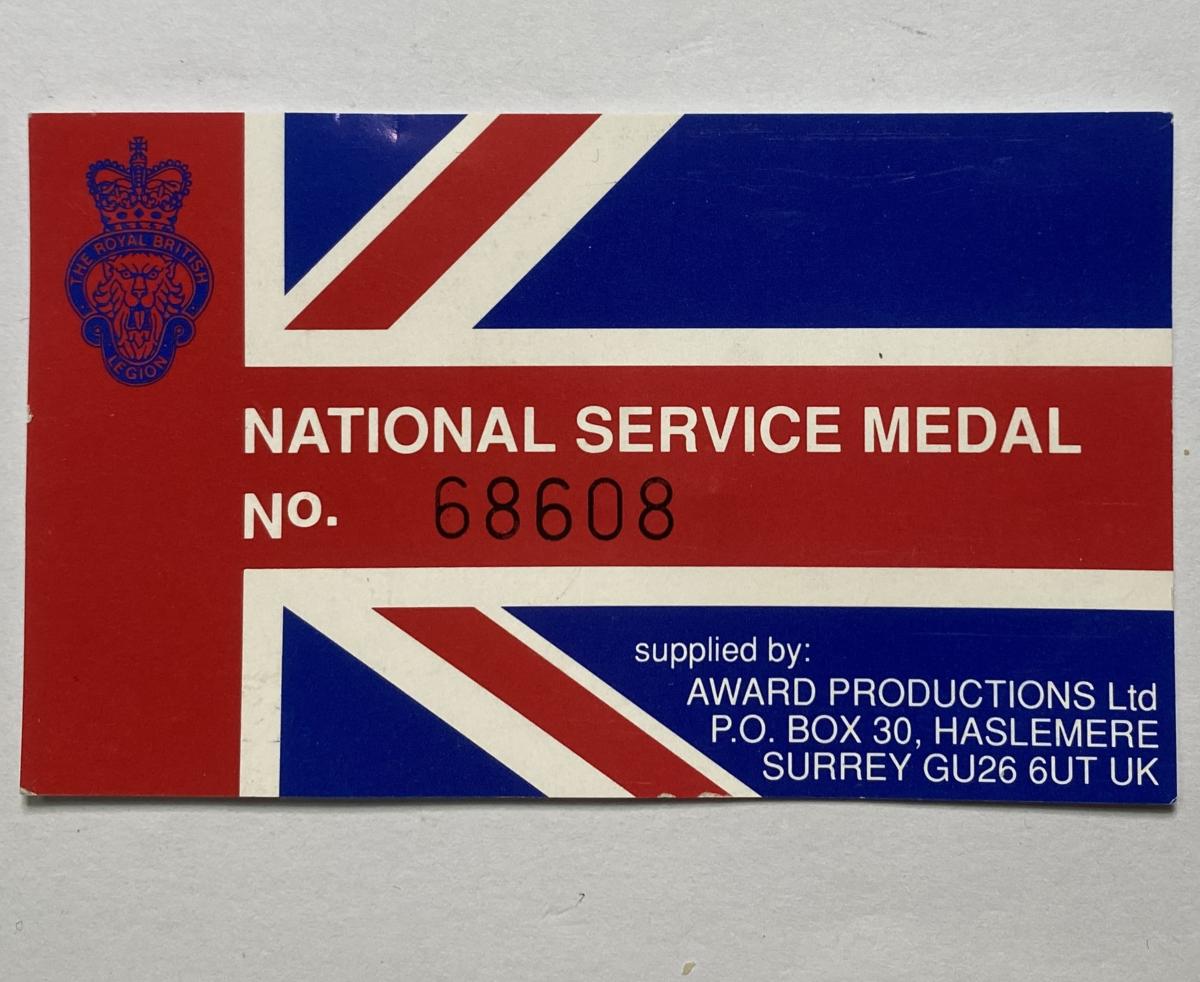 THE ROYAL BRITISH
LEGION
NATIONAL SERVICE MEDAL
No. 68608
supplied by:
AWARD PRODUCTIONS Ltd
P.O. BOX 30, HASLEMERE
SURREY GU26 6UT UK